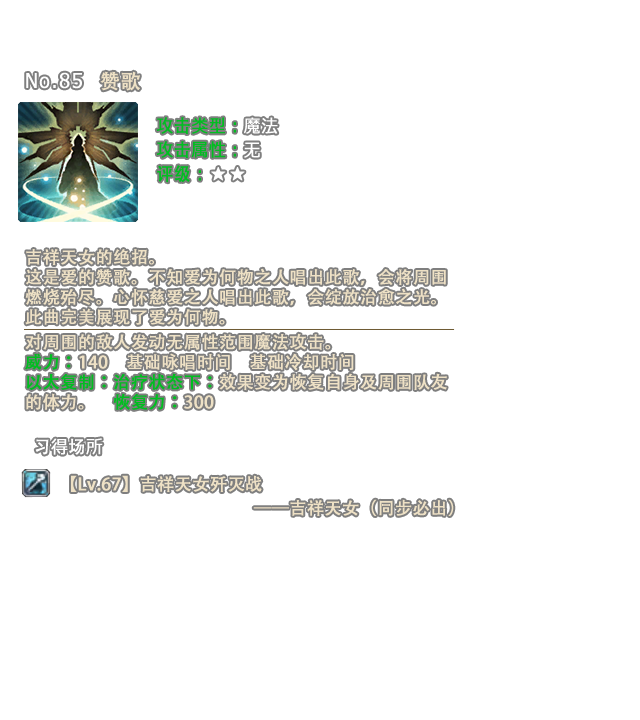 No.85 赞歌
攻击类型：魔法
攻击属性：无
评级：★★
吉祥天女的绝招。
这是爱的赞歌。不知爱为何物之人唱出此歌，会将周围
燃烧殆尽。心怀慈爱之人唱出此歌，会绽放治愈之光。
此曲完美展现了爱为何物。
对周围的敌人发动无属性范围魔法攻击。
威力：140 基础咏唱时间 基础冷却时间
以太复制：治疗状态下：效果变为恢复自身及周围队友
的体力。 恢复力：300
习得场所
【Lv.67】吉祥天女歼灭战
——吉祥天女（同步必出）